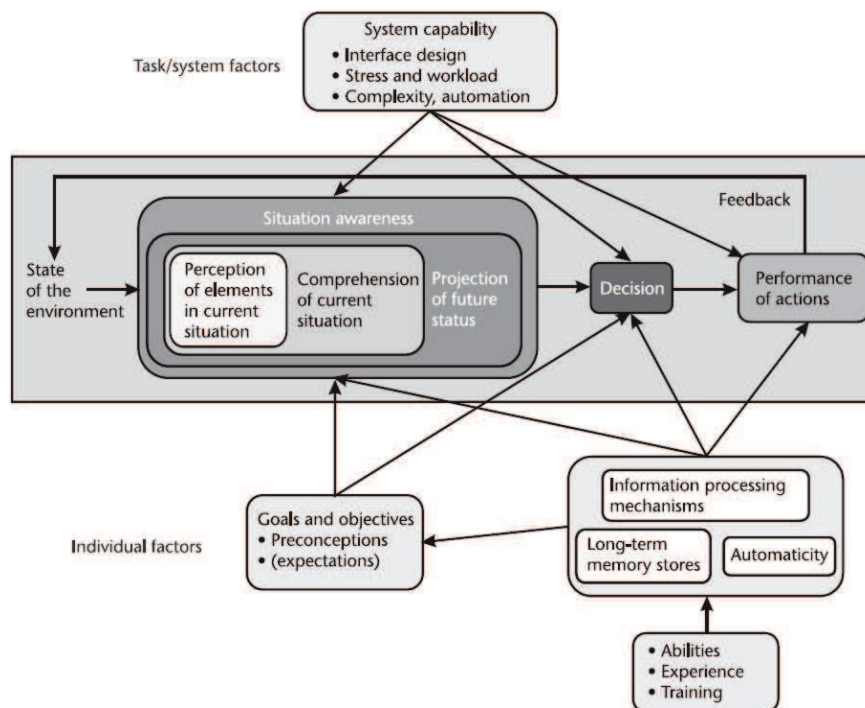 System capability
• Interface design
• Stress and workload
• Complexity, automation
Task/system factors
Feedback
Situation awareness
State
of the
environment
Perception
of elements
in current
situation
Comprehension
of current
situation
Projection
of future
status
Decision
Performance
of actions
Information processing
mechanisms
Long-term
memory stores
Automaticity
Goals and objectives
• Preconceptions
• (expectations)
Individual factors
• Abilities
• Experience
• Training